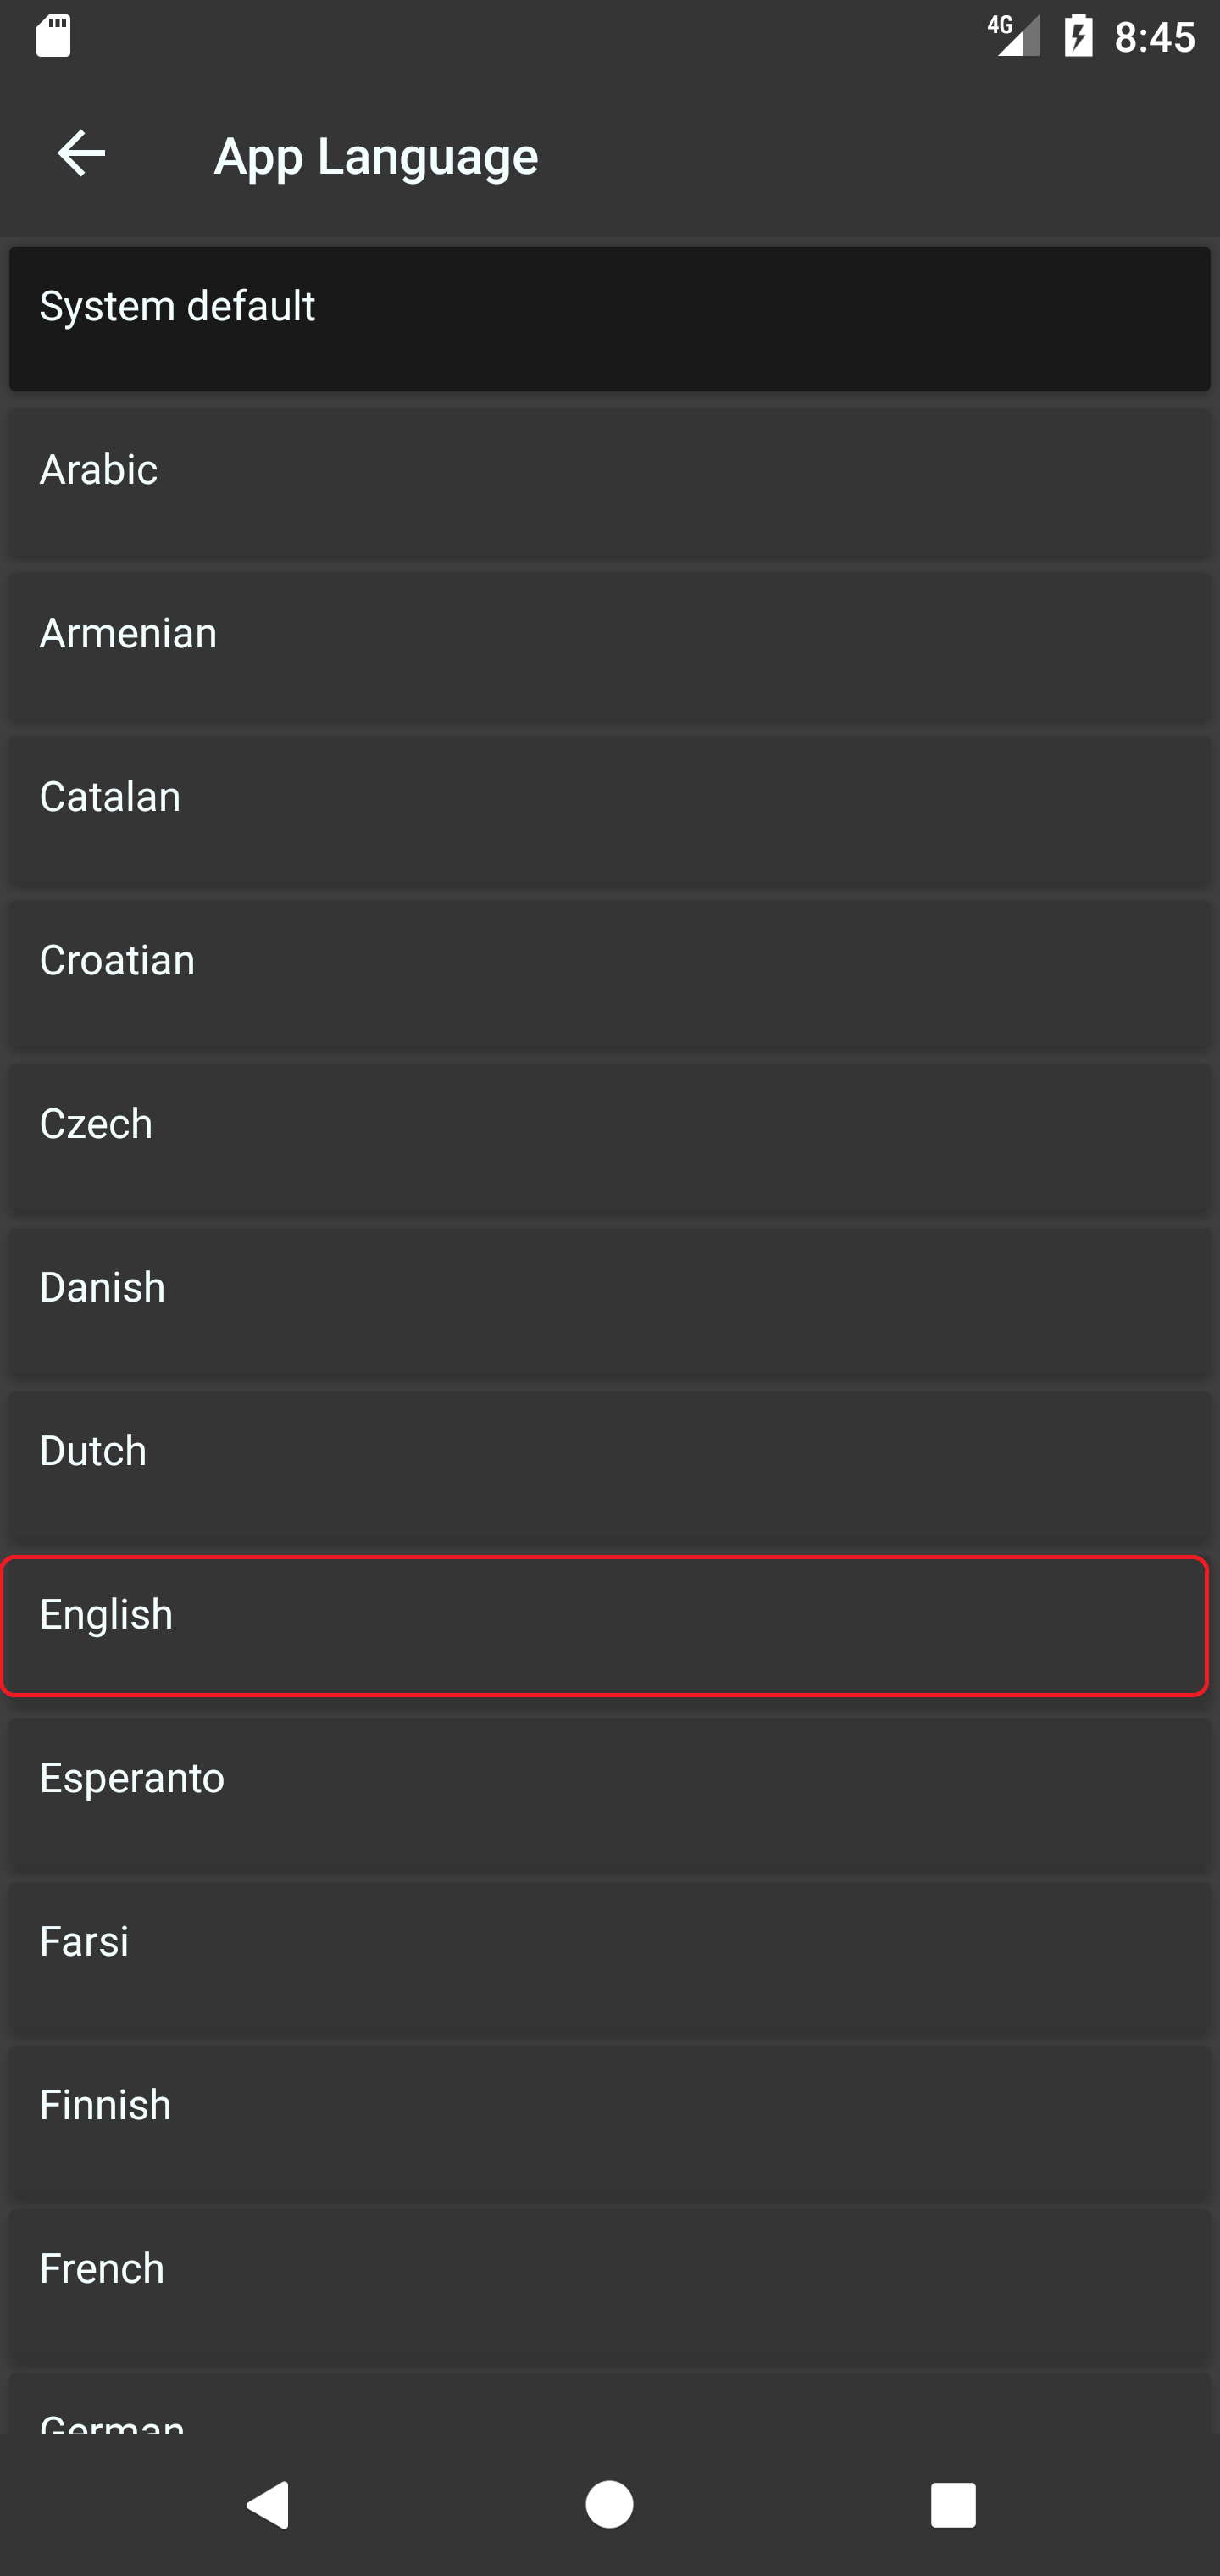 4G 8:45
App Language
System default
Arabic
Armenian
Catalan
Croatian
Czech
Danish
Dutch
English
Esperanto
Farsi
Finnish
French
German